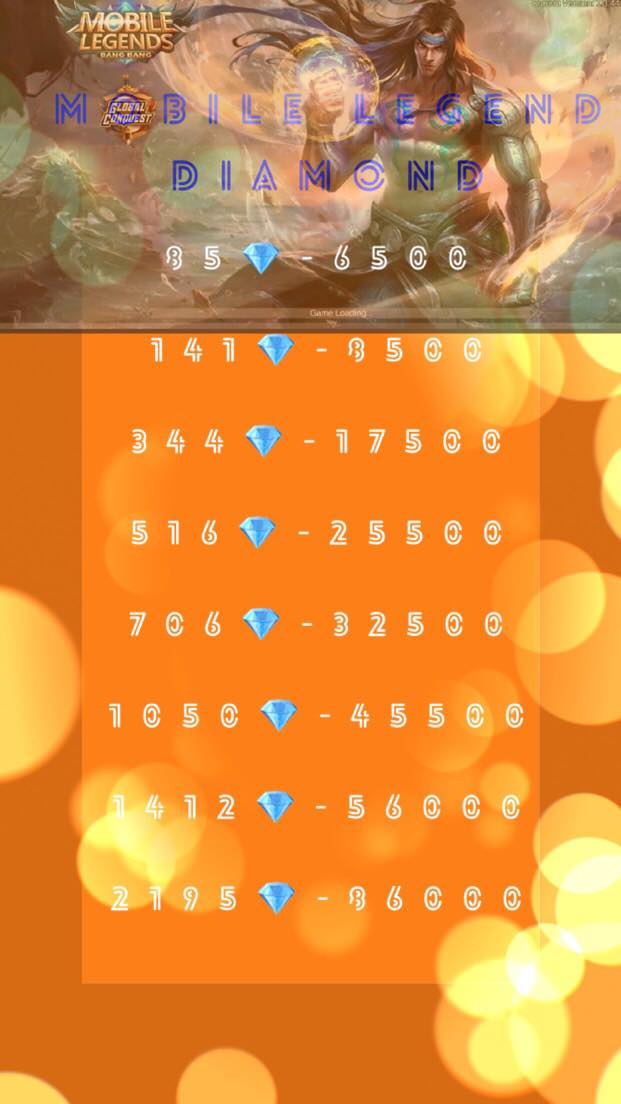 MOBILE
LEGENDS
BANG BANG
GLOBAL
CONQUEST
MOBILE LEGEND
DIAMOND
85💎-6500
Game Loading
141💎-8500
344💎-17500
516💎-25500
706💎-32500
1050💎-45500
1412💎-56000
2195💎-86000